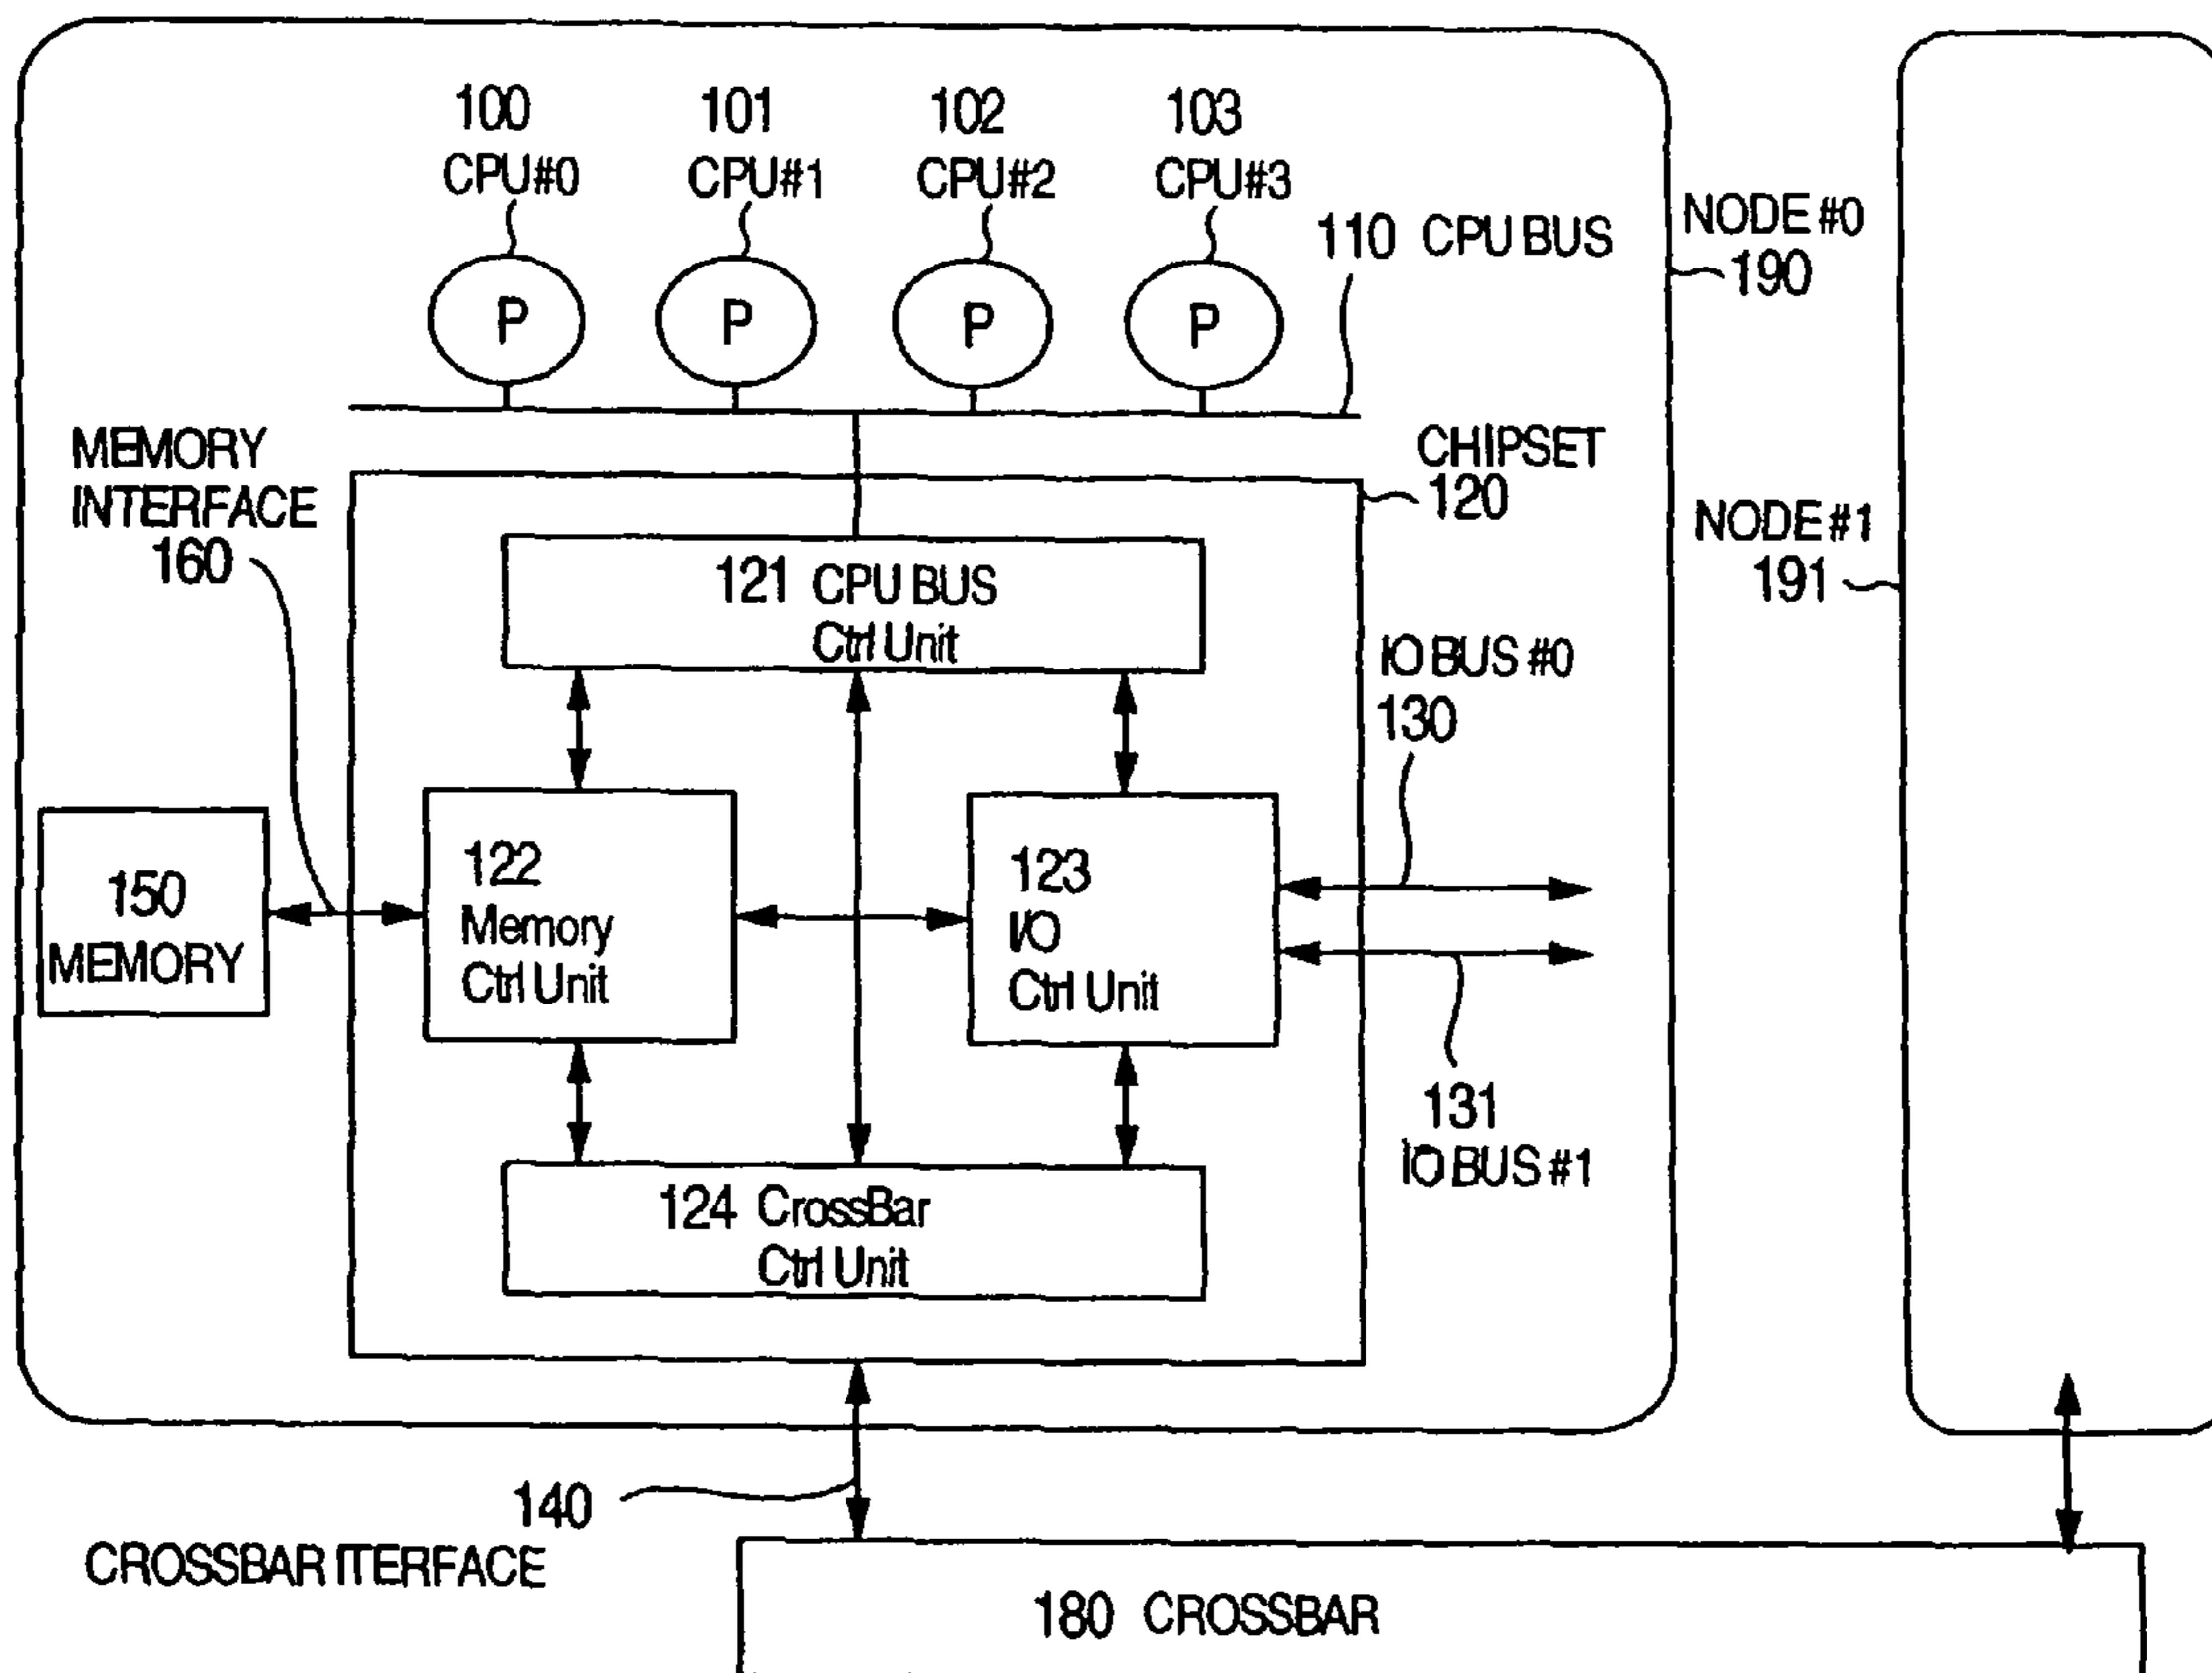 100
CPU#0
101
CPU#1
102
CPU#2
103
CPU#3
110 CPU BUS
NODE #0
190
P
P
P
P
MEMORY
INTERFACE
160
CHIPSET
120
NODE #1
191
121 CPU BUS
Ctrl Unit
IO BUS #0
130
150
MEMORY
122
Memory
Ctrl Unit
123
I/O
Ctrl Unit
131
IO BUS #1
124 CrossBar
Ctrl Unit
140
CROSSBAR ITERFACE
180 CROSSBAR